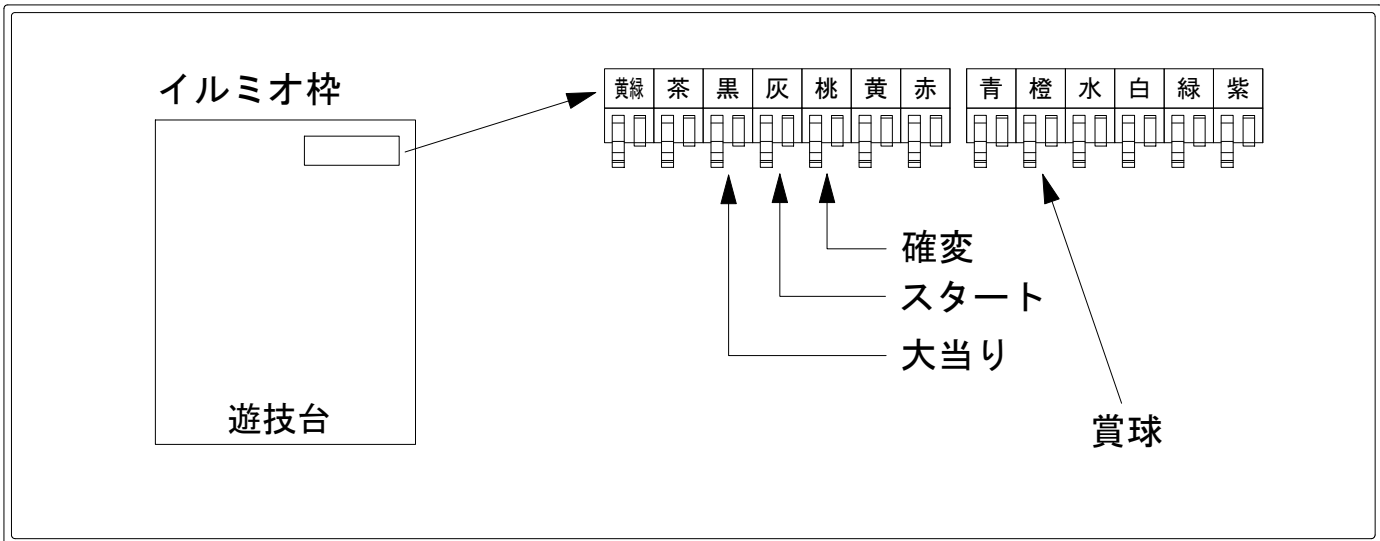 イルミオ枠
黄緑 茶 黒 灰 桃 黄 赤 青 橙 水 白 緑 紫
確変
スタート
大当り
賞球
遊技台